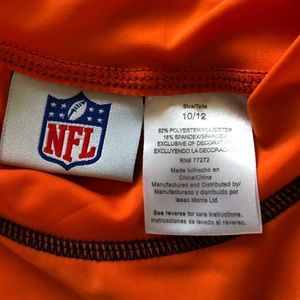 NFL
Size/Talla
10/12
82% POLYESTER/POLIESTER
18% SPANDEX/SPANDEX
EXCLUSIVE OF DECORATION
EXCLUYENDO LA DECORACION
RN# 77272
Made in/Hecho en
China/China
Manufactured and Distributed by/
Manufacturado y Distribuido por
Isaac Morris Ltd
See reverse for care instructions.
Instrucciones de lavado al reverso.